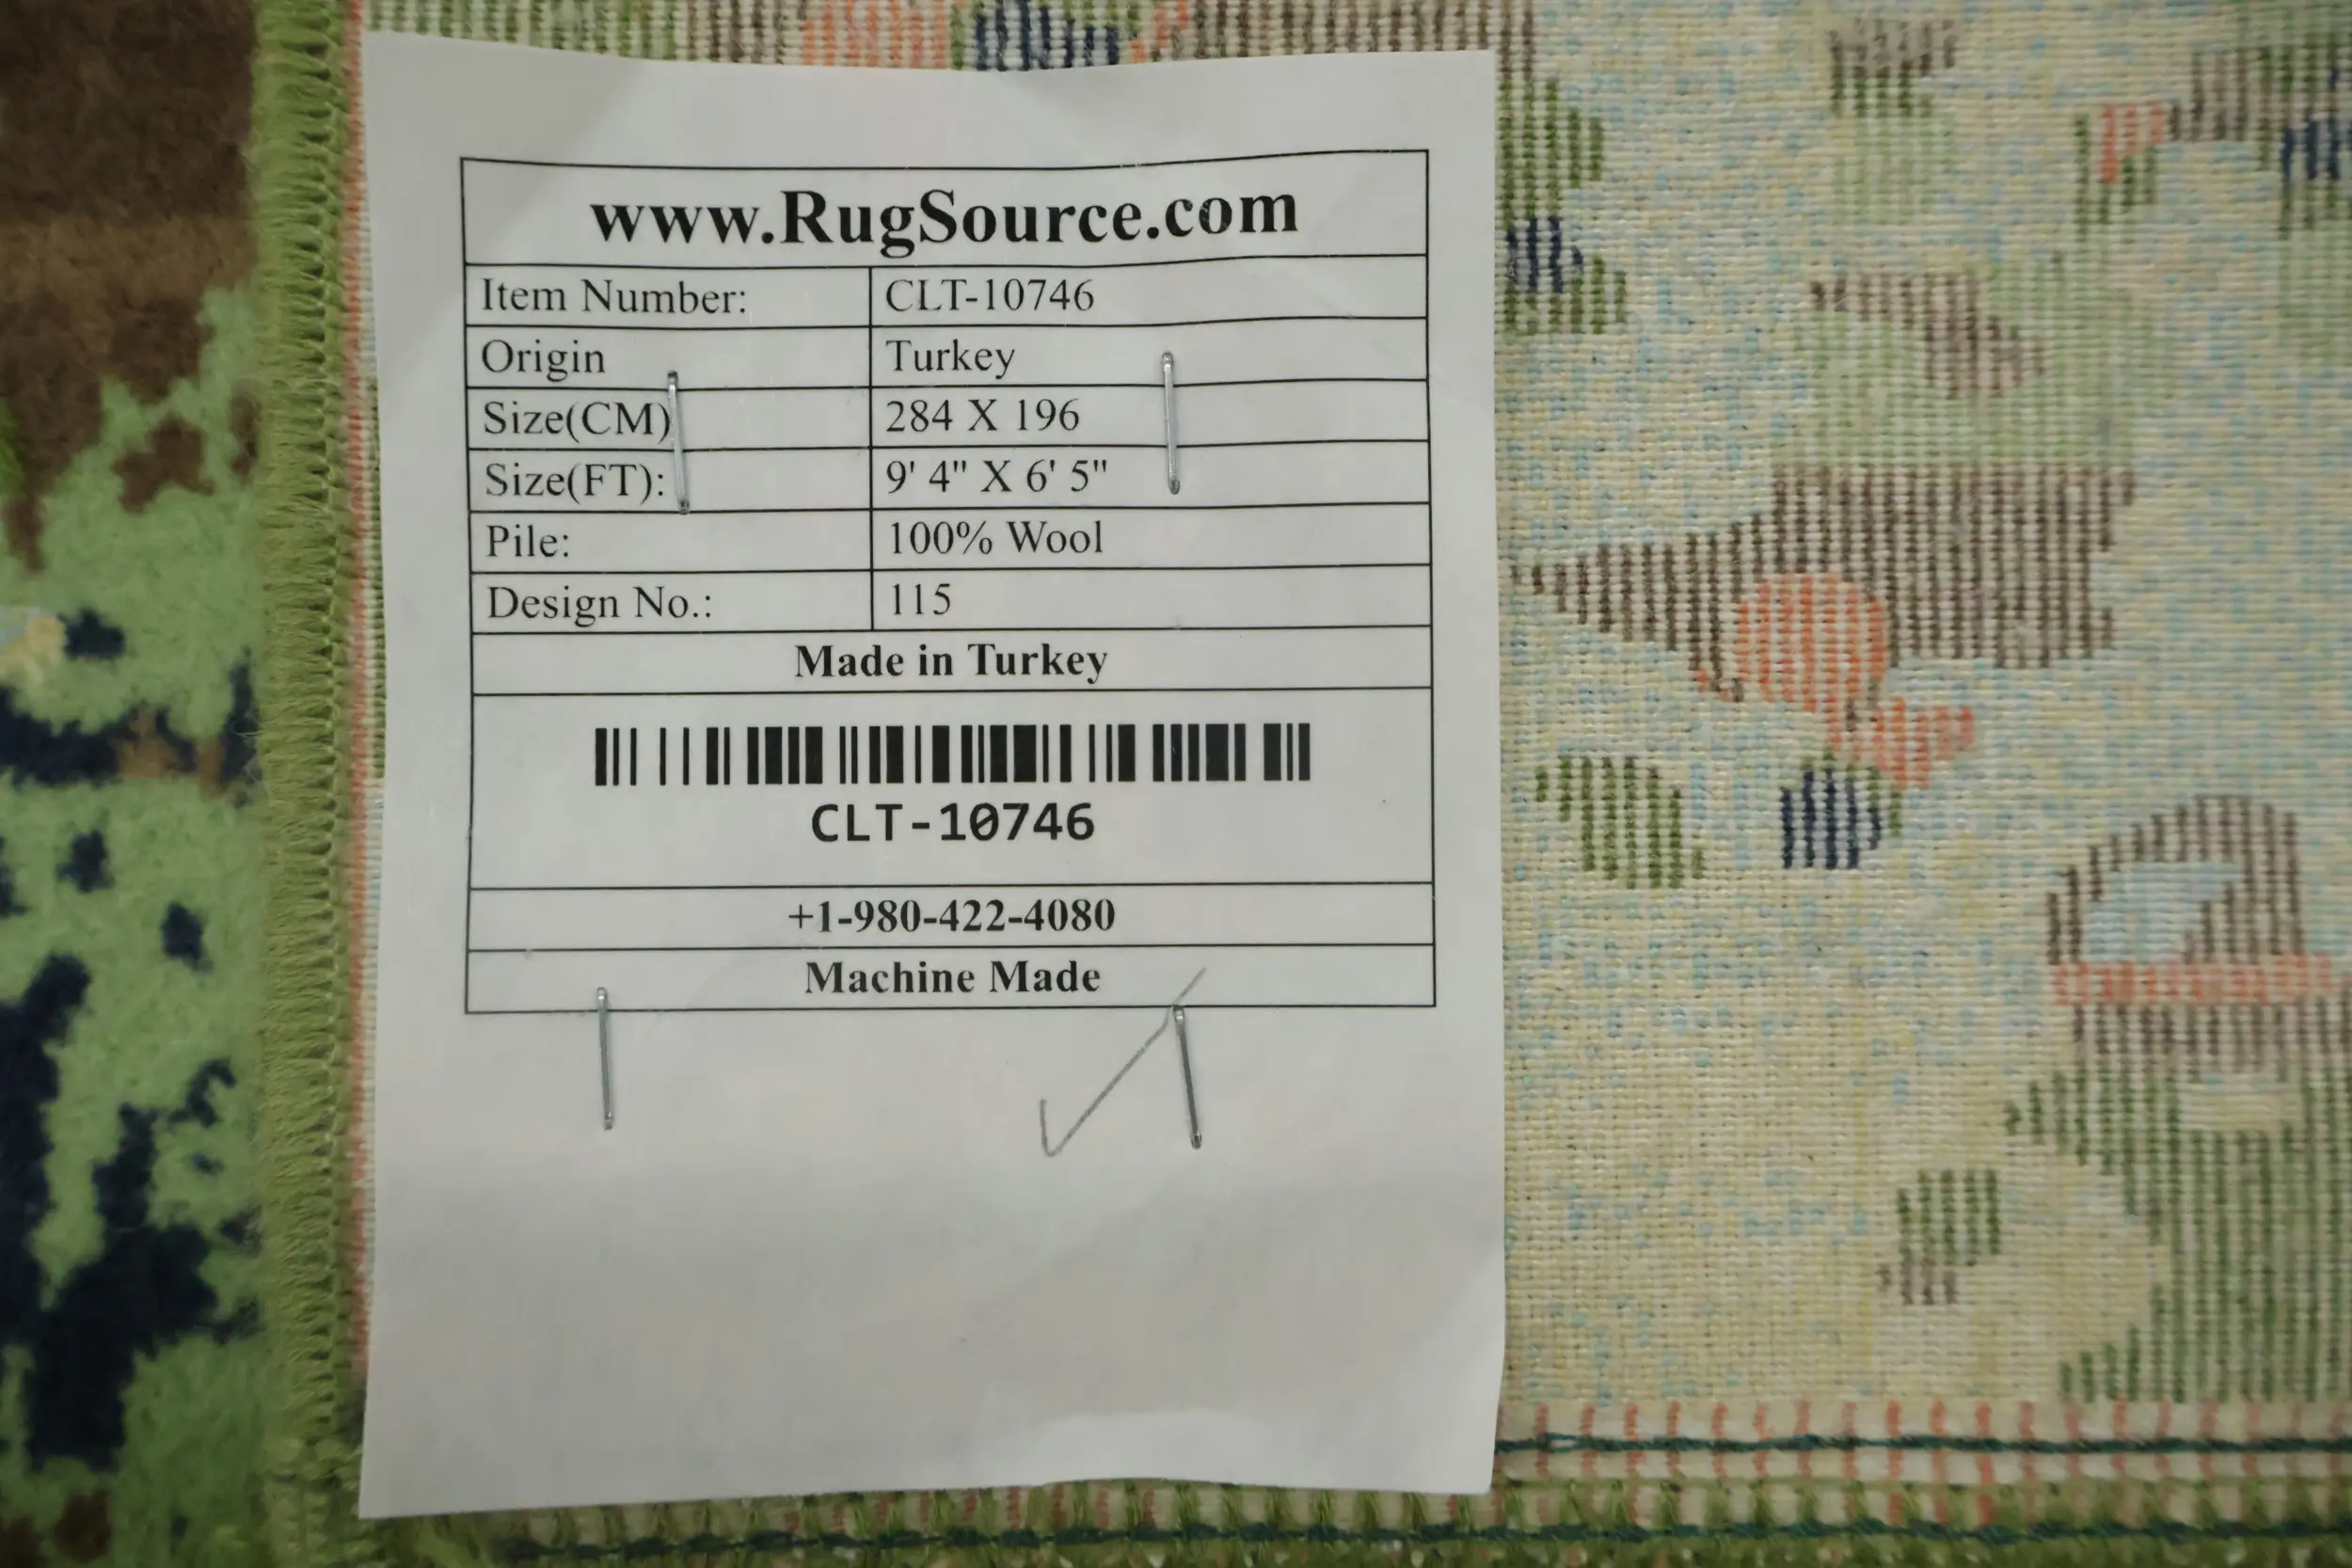 www.RugSource.com
Item Number: CLT-10746
Origin Turkey
Size(CM) 284 X 196
Size(FT): 9' 4" X 6' 5"
Pile: 100% Wool
Design No.: 115
Made in Turkey
CLT-10746
+1-980-422-4080
Machine Made